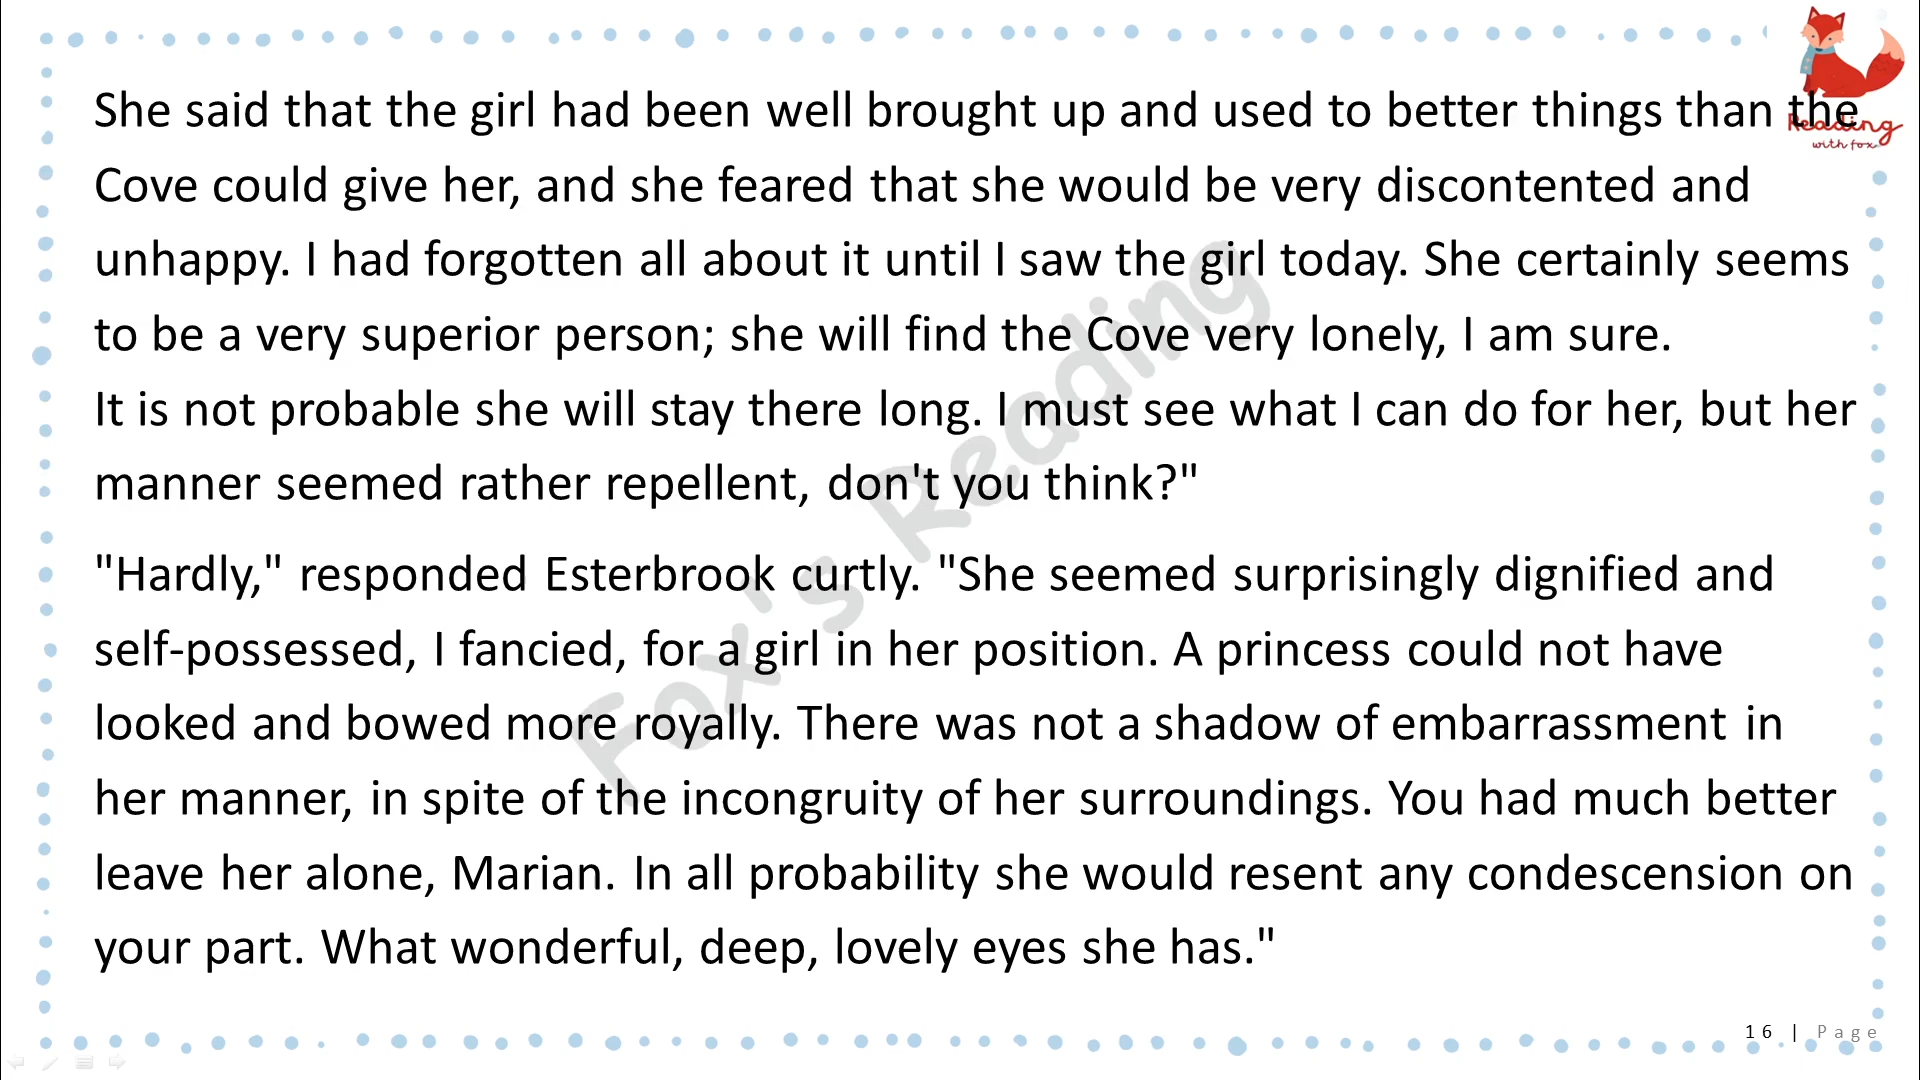 She said that the girl had been well brought up and used to better things than the
Reading
with fox
Cove could give her, and she feared that she would be very discontented and
unhappy. I had forgotten all about it until I saw the girl today. She certainly seems
to be a very superior person; she will find the Cove very lonely, I am sure.
It is not probable she will stay there long. I must see what I can do for her, but her
manner seemed rather repellent, don't you think?"
"Hardly," responded Esterbrook curtly. "She seemed surprisingly dignified and
self-possessed, I fancied, for a girl in her position. A princess could not have
looked and bowed more royally. There was not a shadow of embarrassment in
her manner, in spite of the incongruity of her surroundings. You had much better
leave her alone, Marian. In all probability she would resent any condescension on
your part. What wonderful, deep, lovely eyes she has."
Fox's Reading
16 | Page